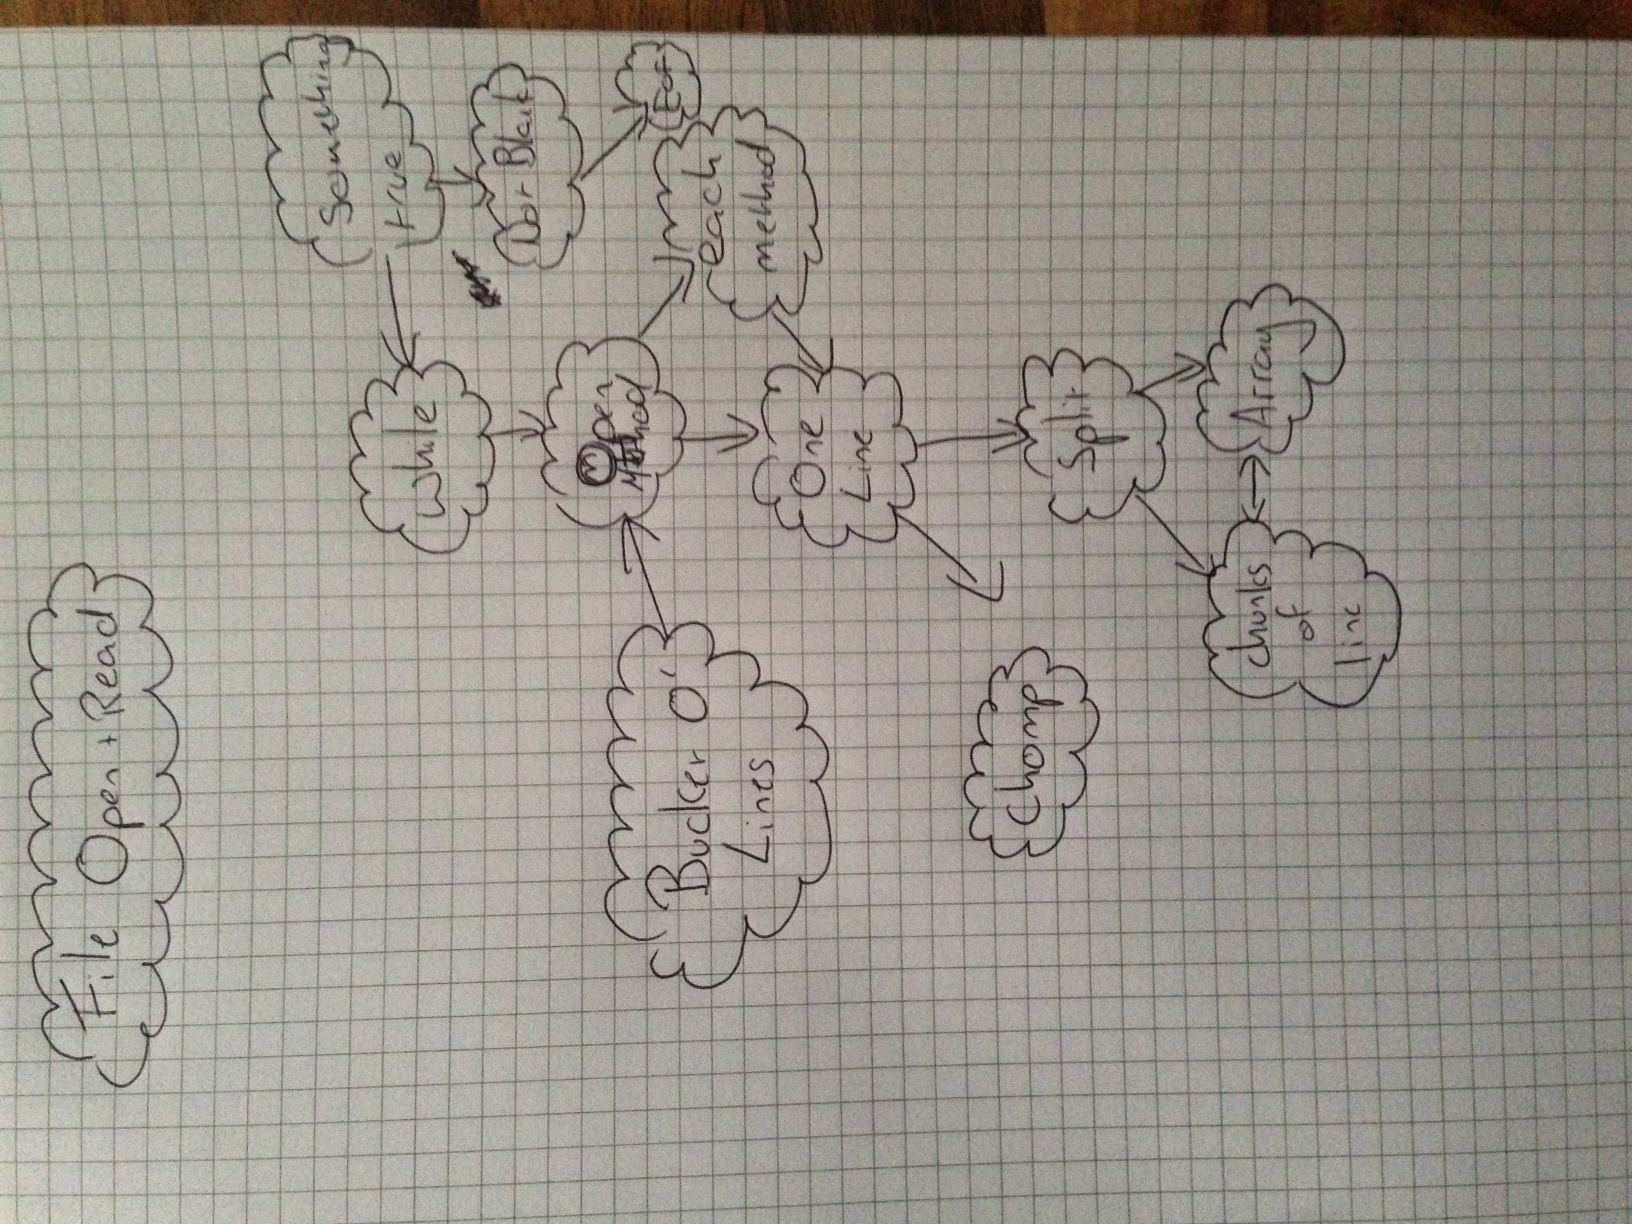 File Open + Read
Something
true
While
Not Blank
Open
Method
EOF
Bucket O'
Lines
each
method
One
Line
Chomp
Split
chunks
of
line
Array